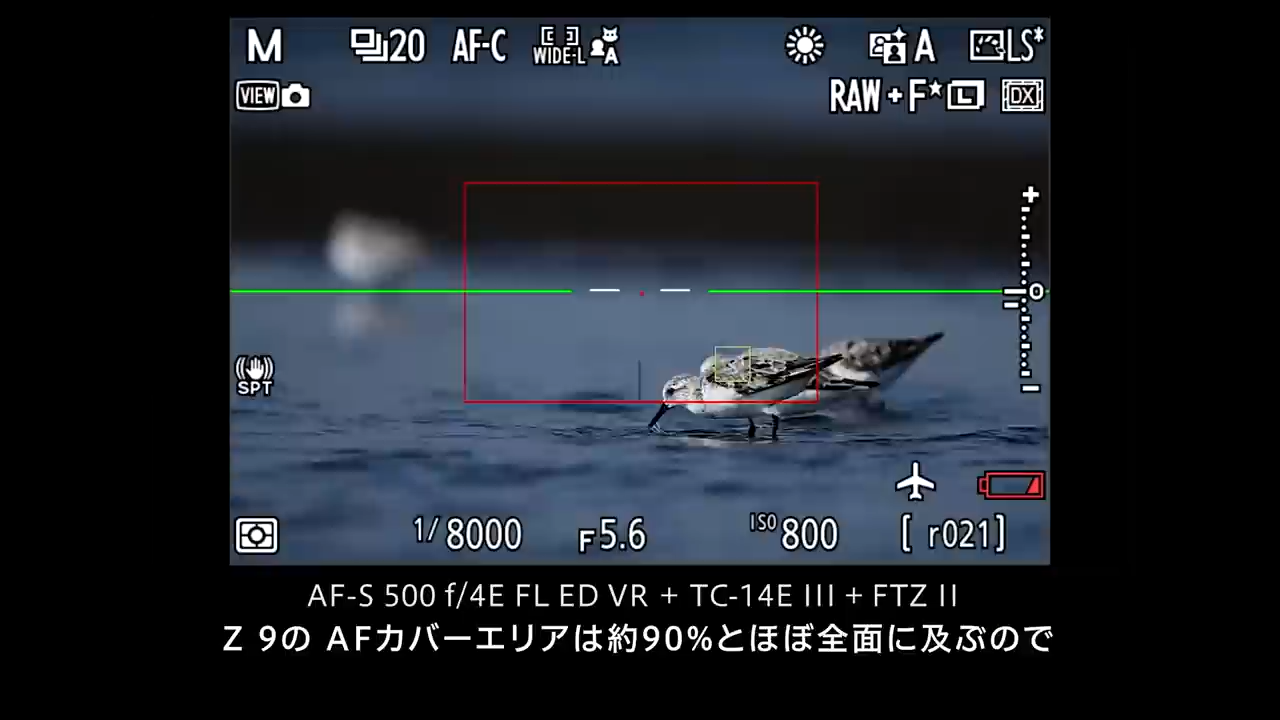 M 20 AF-C WIDE-L A A LS*
VIEW RAW + F★ L DX
+
0
SPT
−
1/8000 F5.6 ISO 800 [ r021]
AF-S 500 f/4E FL ED VR + TC-14E III + FTZ II
Z 9の AFカバーエリアは約90%とほぼ全面に及ぶので